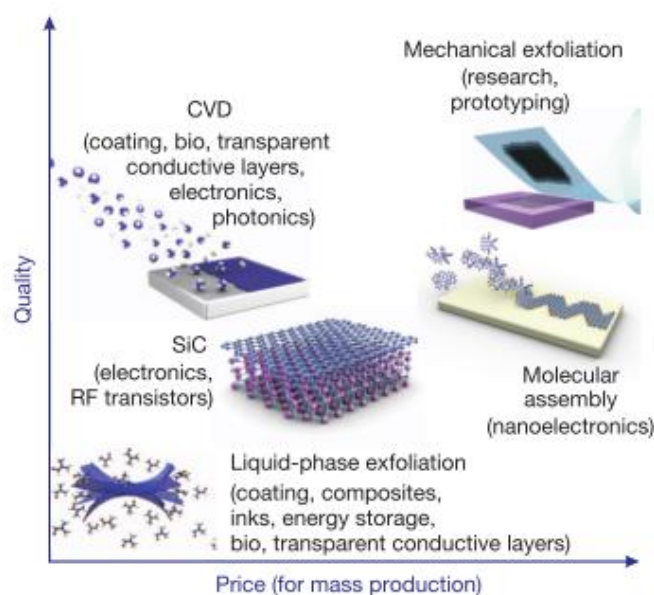 Mechanical exfoliation
(research,
prototyping)
CVD
(coating, bio, transparent
conductive layers,
electronics,
photonics)
Quality
SiC
(electronics,
RF transistors)
Molecular
assembly
(nanoelectronics)
Liquid-phase exfoliation
(coating, composites,
inks, energy storage,
bio, transparent conductive layers)
Price (for mass production)